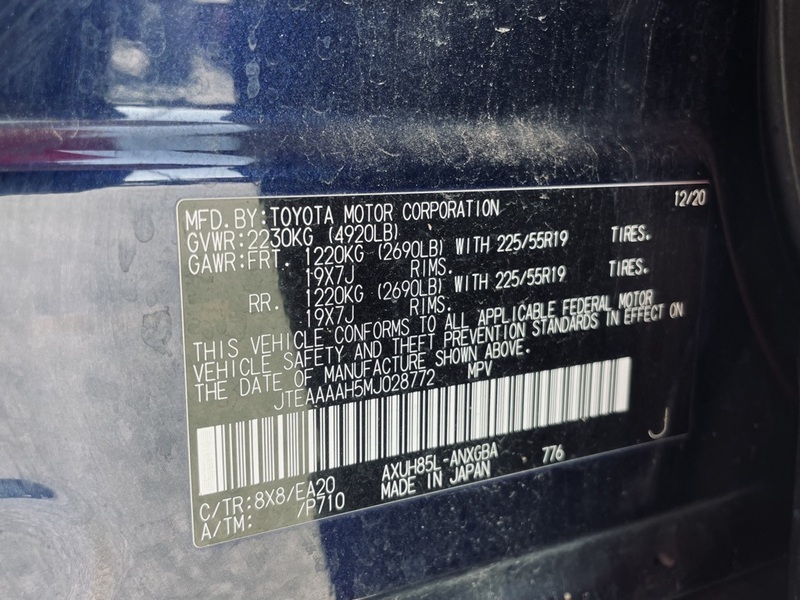 12/20
MFD. BY: TOYOTA MOTOR CORPORATION
GVWR: 2230KG (4920LB)
GAWR: FRT. 1220KG (2690LB) WITH 225/55R19 TIRES.
19X7J RIMS.
RR. 1220KG (2690LB) WITH 225/55R19 TIRES.
19X7J RIMS.
THIS VEHICLE CONFORMS TO ALL APPLICABLE FEDERAL MOTOR
VEHICLE SAFETY AND THEFT PREVENTION STANDARDS IN EFFECT ON
THE DATE OF MANUFACTURE SHOWN ABOVE.
JTEAAAAH5MJ028772 MPV
C/TR: 8X8/EA20 AXUH85L-ANXGBA 776
A/TM: /P710 MADE IN JAPAN
J